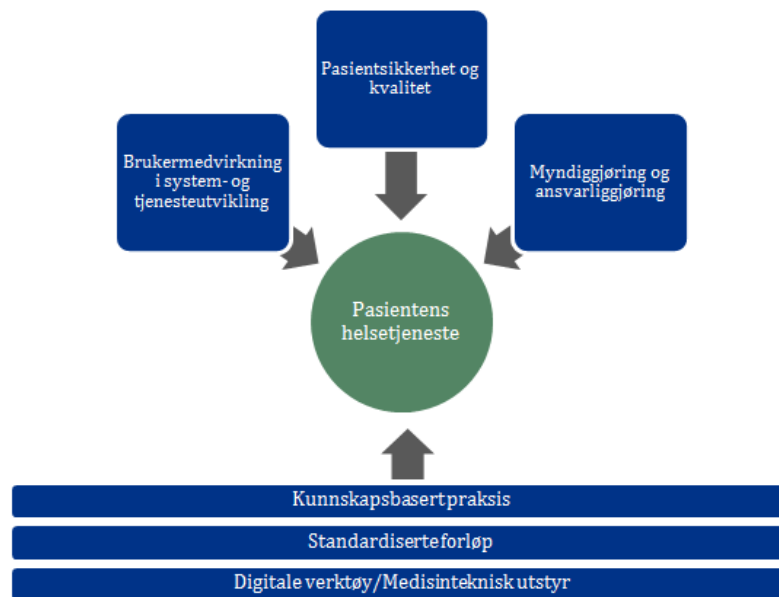 Pasientsikkerhet og
kvalitet
Brukermedvirkning
i system- og
tjenesteutvikling
Myndiggjøring og
ansvarliggjøring
Pasientens
helsetjeneste
Kunnskapsbasert praksis
Standardiserte forløp
Digitale verktøy/Medisinteknisk utstyr